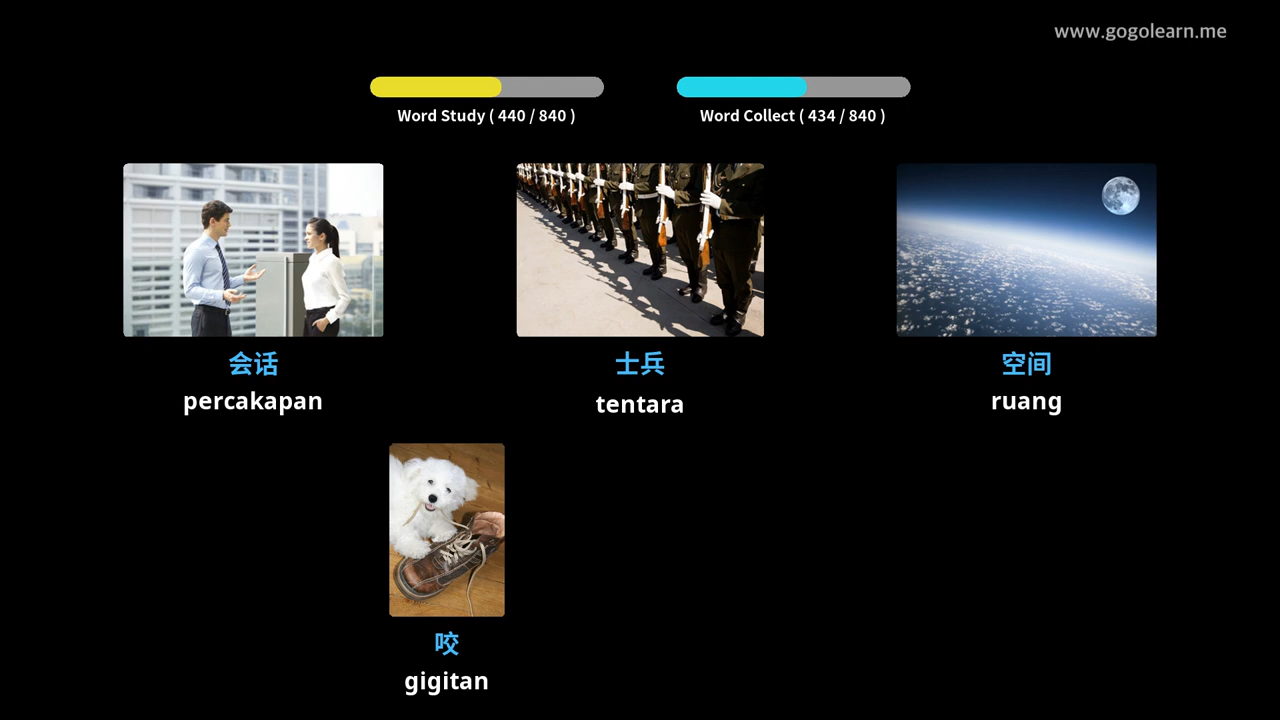 www.gogolearn.me
Word Study ( 440 / 840 )
Word Collect ( 434 / 840 )
会话
percakapan
士兵
tentara
空间
ruang
咬
gigitan